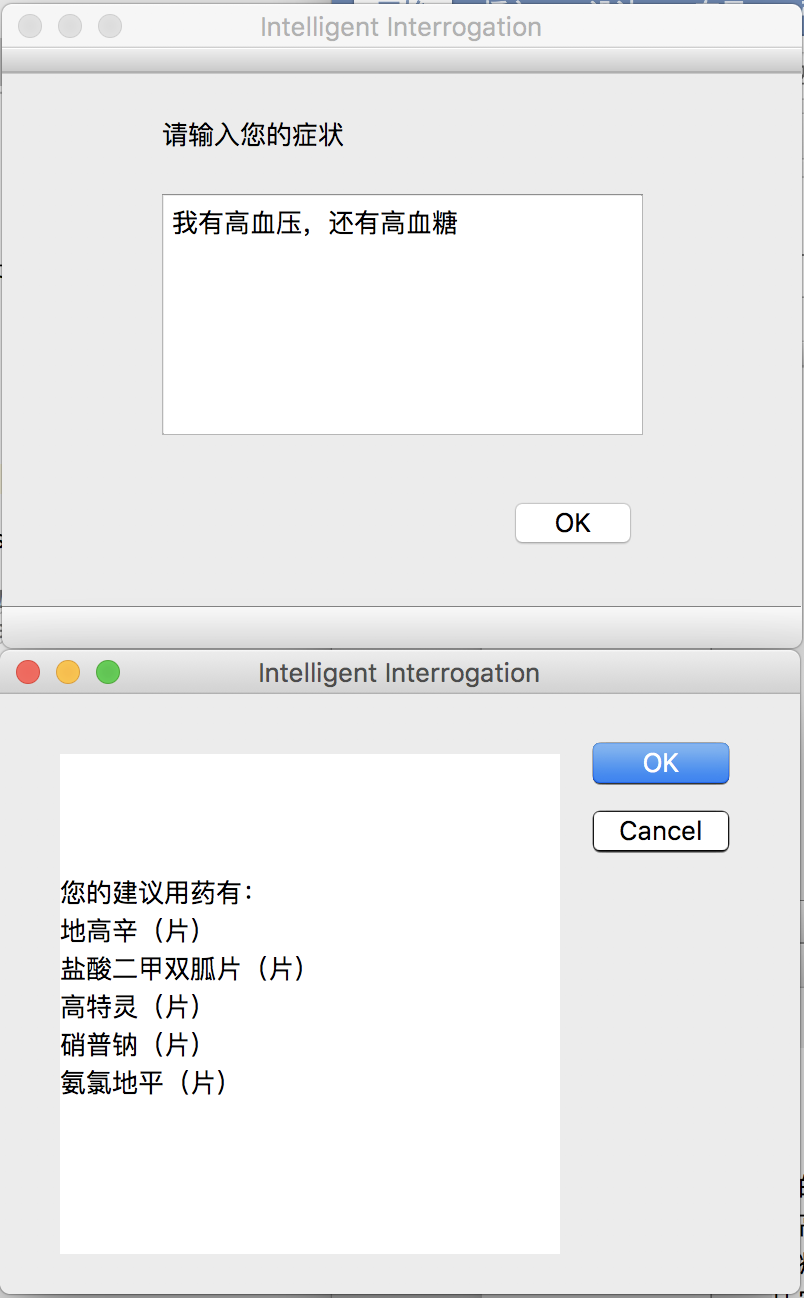 Intelligent Interrogation
请输入您的症状
我有高血压，还有高血糖
OK
Intelligent Interrogation
OK
Cancel
您的建议用药有：
地高辛（片）
盐酸二甲双胍片（片）
高特灵（片）
硝普钠（片）
氨氯地平（片）